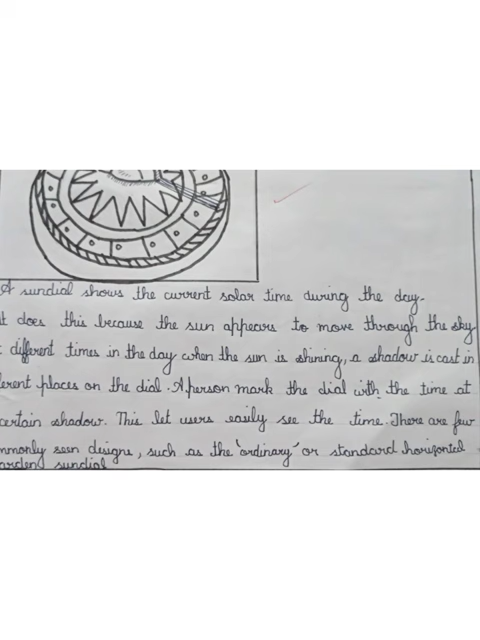 A sundial shows the current solar time during the day.
It does this because the sun appears to move through the sky
different times in the day when the sun is shining, a shadow is cast in
ferent places on the dial. A person mark the dial with the time at
certain shadow. This let users easily see the time. There are few
mmonly seen designs, such as the 'ordinary' or standard horizontal
arden sundial